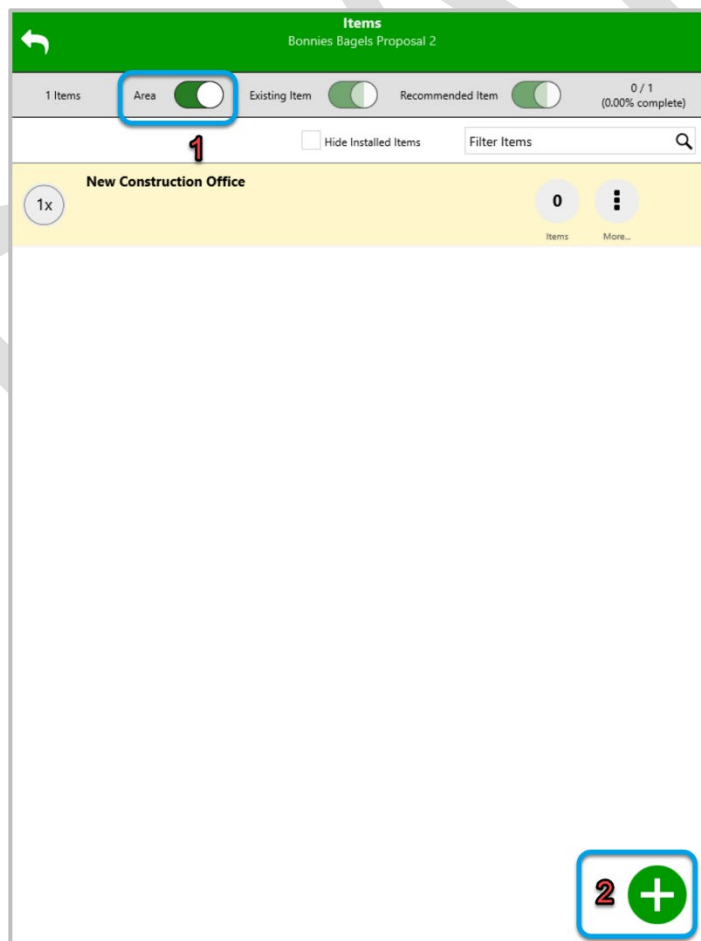 Items
Bonnies Bagels Proposal 2
1 Items Area Existing Item Recommended Item 0 / 1
(0.00% complete)
1
Hide Installed Items Filter Items
New Construction Office
1x 0
Items More...
2